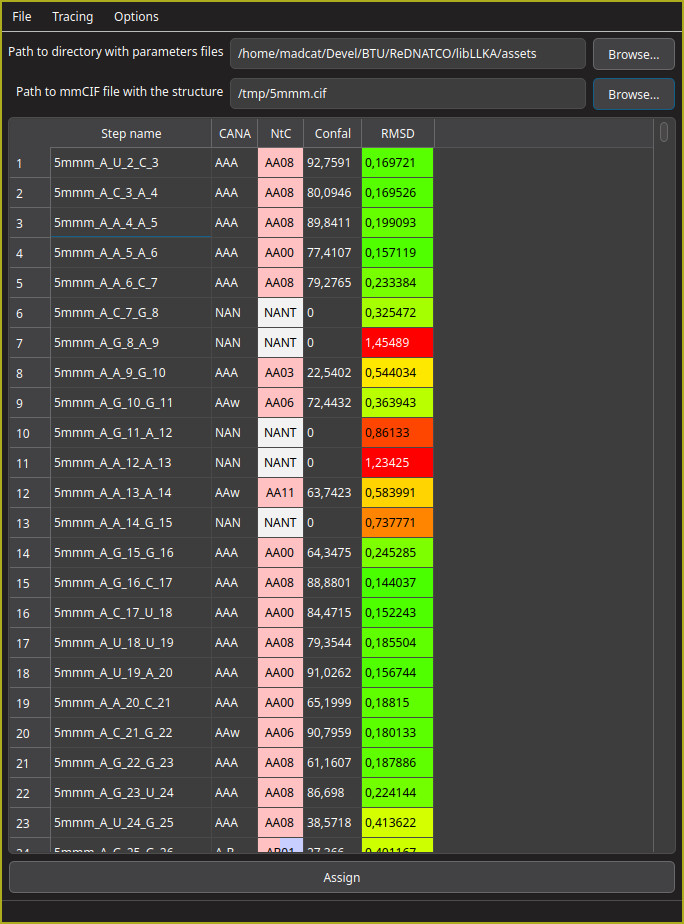 File Tracing Options
Path to directory with parameters files /home/madcat/Devel/BTU/ReDNATCO/libLLKA/assets Browse...
Path to mmCIF file with the structure /tmp/5mmm.cif Browse...
Step name CANA NtC Confal RMSD
1 5mmm_A_U_2_C_3 AAA AA08 92,7591 0,169721
2 5mmm_A_C_3_A_4 AAA AA08 80,0946 0,169526
3 5mmm_A_A_4_A_5 AAA AA08 89,8411 0,199093
4 5mmm_A_A_5_A_6 AAA AA00 77,4107 0,157119
5 5mmm_A_A_6_C_7 AAA AA08 79,2765 0,233384
6 5mmm_A_C_7_G_8 NAN NANT 0 0,325472
7 5mmm_A_G_8_A_9 NAN NANT 0 1,45489
8 5mmm_A_A_9_G_10 AAA AA03 22,5402 0,544034
9 5mmm_A_G_10_G_11 AAw AA06 72,4432 0,363943
10 5mmm_A_G_11_A_12 NAN NANT 0 0,86133
11 5mmm_A_A_12_A_13 NAN NANT 0 1,23425
12 5mmm_A_A_13_A_14 AAw AA11 63,7423 0,583991
13 5mmm_A_A_14_G_15 NAN NANT 0 0,737771
14 5mmm_A_G_15_G_16 AAA AA00 64,3475 0,245285
15 5mmm_A_G_16_C_17 AAA AA08 88,8801 0,144037
16 5mmm_A_C_17_U_18 AAA AA00 84,4715 0,152243
17 5mmm_A_U_18_U_19 AAA AA08 79,3544 0,185504
18 5mmm_A_U_19_A_20 AAA AA00 91,0262 0,156744
19 5mmm_A_A_20_C_21 AAA AA00 65,1999 0,18815
20 5mmm_A_C_21_G_22 AAw AA06 90,7959 0,180133
21 5mmm_A_G_22_G_23 AAA AA08 61,1607 0,187886
22 5mmm_A_G_23_U_24 AAA AA08 86,698 0,224144
23 5mmm_A_U_24_G_25 AAA AA08 38,5718 0,413622
Assign